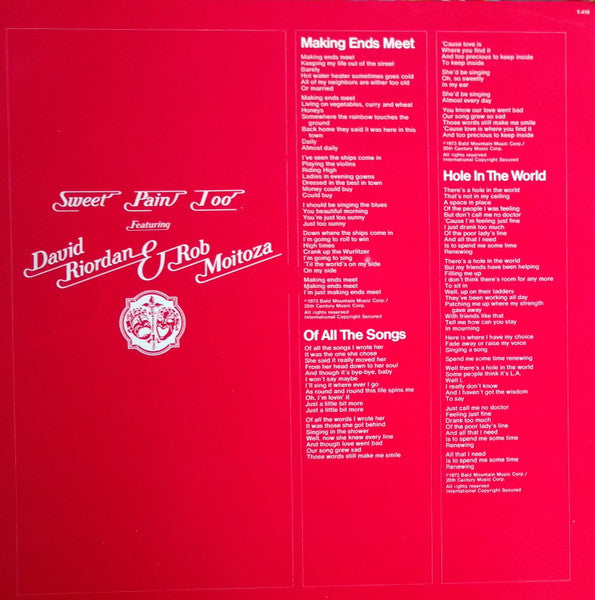 T-410
Sweet Pain Too
Featuring
David
Riordan & Rob
Moitoza
Making Ends Meet
Making ends meet
Keeping my life out of the street
Barely
Hot water heater sometimes goes cold
All of my neighbors are either too old
Or married
Making ends meet
Living on vegetables, curry and wheat
Honeys
Somewhere the rainbow touches the
ground
Back home they said it was here in this
town
Daily
Almost daily
I've seen the ships come in
Playing the violins
Riding High
Ladies in evening gowns
Dressed in the best in town
Money could buy
Could buy
I should be singing the blues
You beautiful morning
You're just too sunny
Just too sunny
Down where the ships come in
I'm going to roll to win
High times
Crank up the Wurlitzer
I'm going to sing
'Til the world's on my side
On my side
Making ends meet
Making ends meet
I'm just making ends meet
©1973 Bald Mountain Music Corp./
20th Century Music Corp.
All rights reserved
International Copyright Secured
Of All The Songs
Of all the songs I wrote her
It was the one she chose
She said it really moved her
From her head down to her soul
And though it's bye-bye, baby
I won't say maybe
I'll sing it where ever I go
As round and round this life spins me
Oh, I'm lovin' it
Just a little bit more
Just a little bit more
Of all the words I wrote her
It was those she got behind
Singing in the shower
Well, now she knew every line
And though love went bad
Our song grew sad
Those words still make me smile
'Cause love is
Where you find it
And too precious to keep inside
To keep inside
She'd be singing
Oh, so sweetly
In my ear
She'd be singing
Almost every day
You know our love went bad
Our song grew so sad
Those words still make me smile
'Cause love is where you find it
And too precious to keep inside
©1973 Bald Mountain Music Corp./
20th Century Music Corp.
All rights reserved
International Copyright Secured
Hole In The World
There's a hole in the world
That's not in my ceiling
A space in place
Of the people I was feeling
But don't call me no doctor
'Cause I'm feeling just fine
I just drank too much
Of the poor lady's line
And all that I need
Is to spend me some time
Renewing
There's a hole in the world
But my friends have been helping
Filling me up
I don't think there's room for any more
To sit in
Well, up on their ladders
They've been working all day
Patching me up where my strength
gave away
With friends like that
Tell me how can you stay
In mourning
Here is where I have my choice
Fade away or raise my voice
Singing a song
Spend me some time renewing
Well there's a hole in the world
Some people think it's L.A.
Well I,
I really don't know
And I haven't got the wisdom
To say
Just call me no doctor
Feeling just fine
Drank too much
Of the poor lady's line
And all that I need
Is to spend me some time
Renewing
All that I need
Is to spend me some time
Renewing
©1973 Bald Mountain Music Corp./
20th Century Music Corp.
All rights reserved
International Copyright Secured